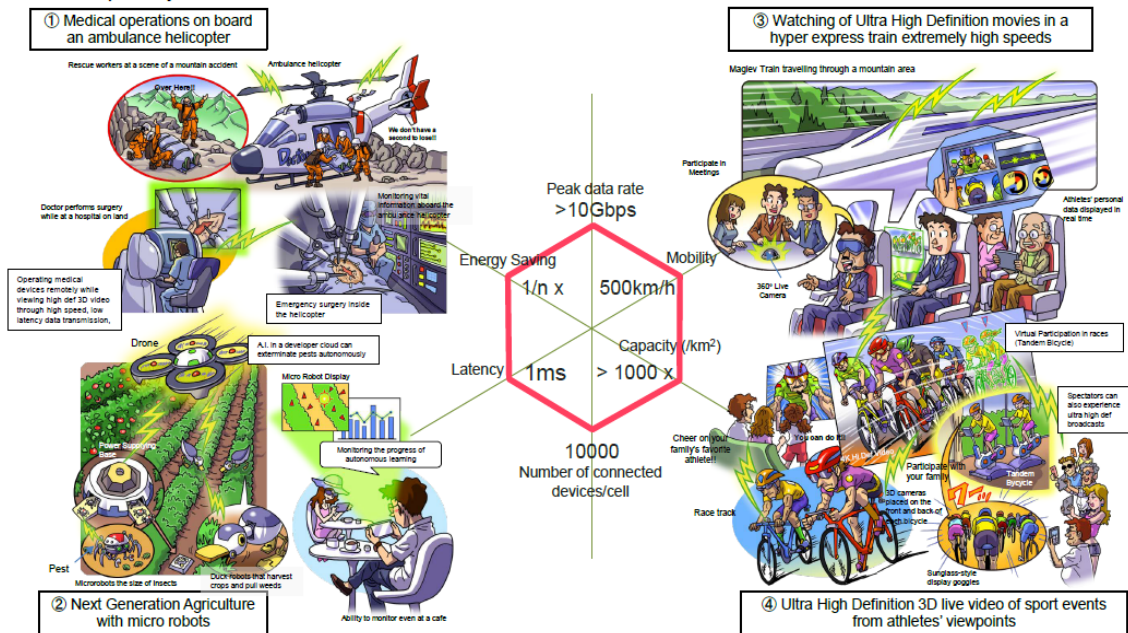 ① Medical operations on board
an ambulance helicopter
Rescue workers at a scene of a mountain accident
Ambulance helicopter
Over Here!!
We don't have a
second to lose!!
Doctor performs surgery
while at a hospital on land
Monitoring vital
information aboard the
ambulance helicopter
Operating medical
devices remotely while
viewing high def 3D video
through high speed, low
latency data transmission,
Emergency surgery inside
the helicopter
③ Watching of Ultra High Definition movies in a
hyper express train extremely high speeds
Maglev Train travelling through a mountain area
Participate in
Meetings
Athletes' personal
data displayed in
real time
360° Live
Camera
Peak data rate
>10Gbps
Energy Saving
Mobility
1/n x
500km/h
Capacity (/km²)
Latency
1ms
> 1000 x
10000
Number of connected
devices/cell
Drone
A.I. in a developer cloud can
exterminate pests autonomously
Micro Robot Display
Power Supplying
Base
Monitoring the progress of
autonomous learning
Pest
Microrobots the size of insects
Duck robots that harvest
crops and pull weeds
Ability to monitor even at a cafe
② Next Generation Agriculture
with micro robots
Virtual Participation in races
(Tandem Bicycle)
Spectators can
also experience
ultra high def
broadcasts
Cheer on your
family's favorite
athlete!!
You can do it!!
Participate with
your family
Tandem
Bycycle
Race track
3D cameras
placed on the
front and back of
each bicycle
Sunglass-style
display goggles
④ Ultra High Definition 3D live video of sport events
from athletes' viewpoints